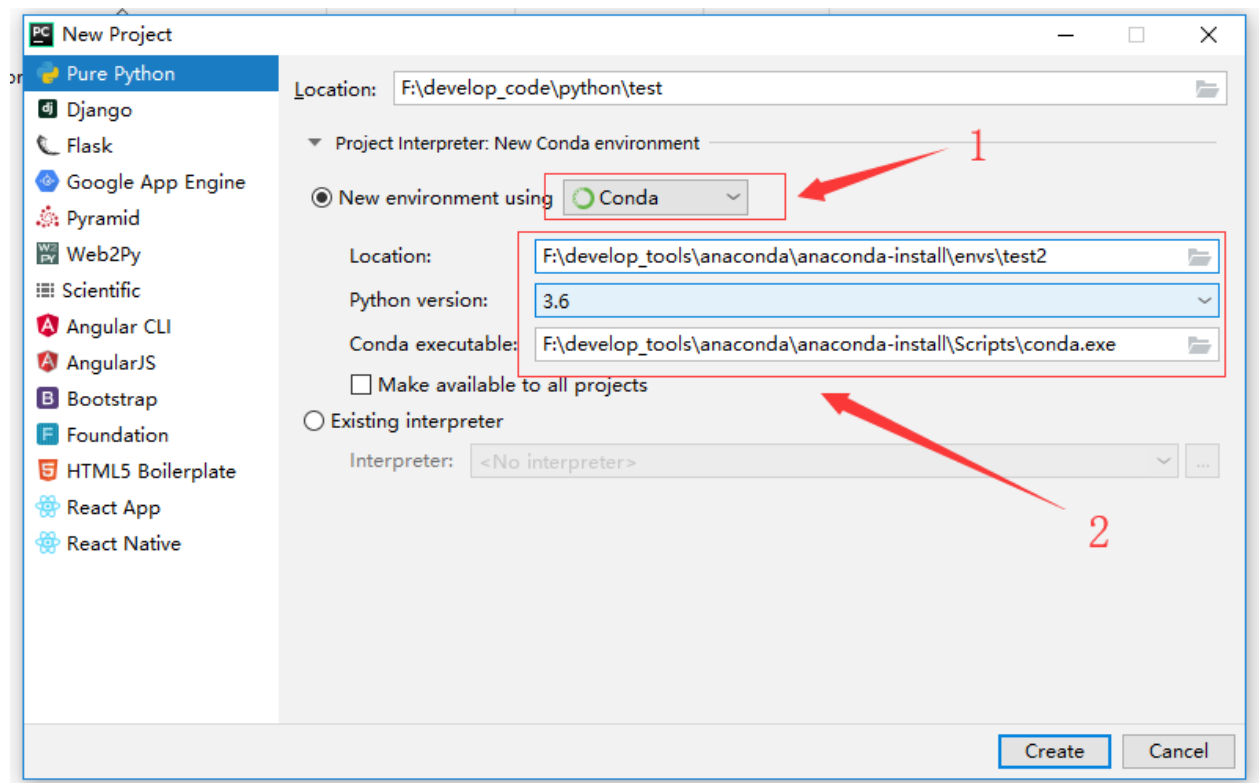 PC New Project
Pure Python
Django
Flask
Google App Engine
Pyramid
Web2Py
Scientific
Angular CLI
AngularJS
Bootstrap
Foundation
HTML5 Boilerplate
React App
React Native
Location: F:\develop_code\python\test
Project Interpreter: New Conda environment
1
New environment using Conda
Location: F:\develop_tools\anaconda\anaconda-install\envs\test2
Python version: 3.6
Conda executable: F:\develop_tools\anaconda\anaconda-install\Scripts\conda.exe
Make available to all projects
Existing interpreter
Interpreter: <No interpreter> ...
2
Create Cancel